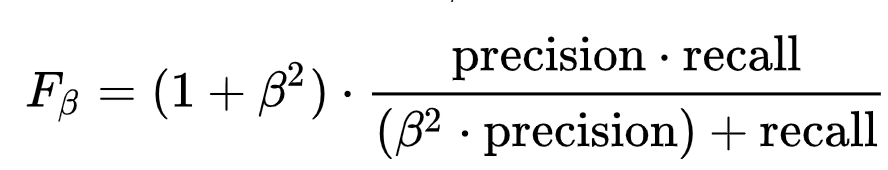 F_β = (1 + β²) · (precision · recall) / ((β² · precision) + recall)